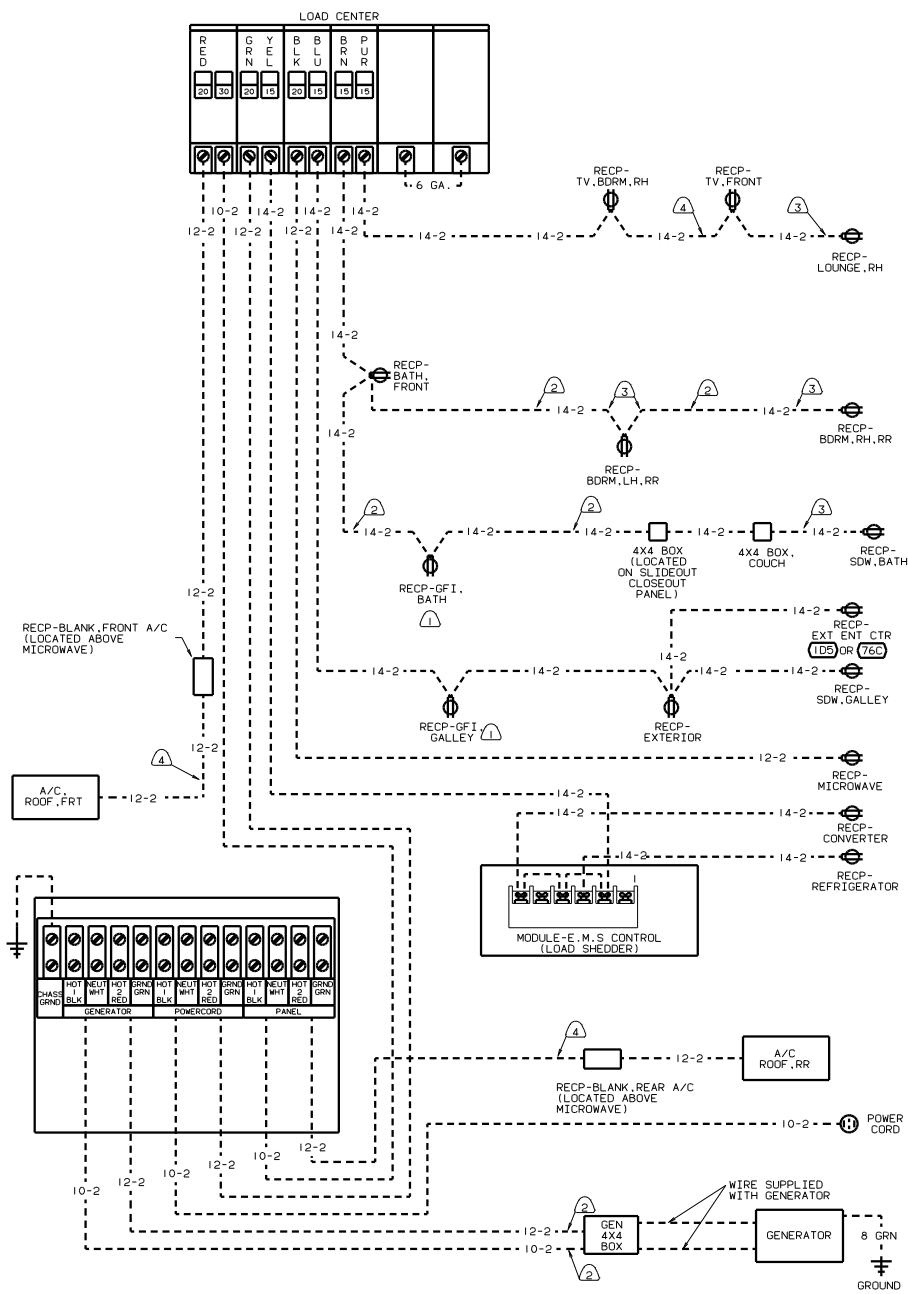 LOAD CENTER
RED
GRN
YEL
BLK
BLU
BRN
PUR
20
30
20
15
20
15
15
15
6 GA.
10-2
14-2
14-2
12-2
12-2
12-2
RECP-
TV,BDRM,RH
RECP-
TV,FRONT
4
3
14-2
14-2
14-2
14-2
RECP-
LOUNGE,RH
14-2
RECP-
BATH,
FRONT
2
3
2
3
14-2
14-2
14-2
14-2
RECP-
BDRM,RH,RR
RECP-
BDRM,LH,RR
2
2
3
14-2
14-2
14-2
14-2
14-2
4X4 BOX
(LOCATED
ON SLIDEOUT
CLOSEOUT
PANEL)
4X4 BOX,
COUCH
RECP-
SDW,BATH
RECP-GFI,
BATH
1
12-2
RECP-BLANK,FRONT A/C
(LOCATED ABOVE
MICROWAVE)
14-2
RECP-
EXT ENT CTR
1D5 OR 76C
14-2
14-2
14-2
14-2
RECP-
SDW,GALLEY
RECP-GFI,
GALLEY
1
RECP-
EXTERIOR
12-2
4
12-2
RECP-
MICROWAVE
A/C,
ROOF,FRT
12-2
14-2
14-2
14-2
RECP-
CONVERTER
14-2
14-2
RECP-
REFRIGERATOR
1
MODULE-E.M.S CONTROL
(LOAD SHEDDER)
CHASS
GRND
HOT
1
BLK
NEUT
WHT
HOT
2
RED
GRND
GRN
HOT
1
BLK
NEUT
WHT
HOT
2
RED
GRND
GRN
HOT
1
BLK
NEUT
WHT
HOT
2
RED
GRND
GRN
GENERATOR
POWERCORD
PANEL
4
12-2
A/C
ROOF,RR
RECP-BLANK,REAR A/C
(LOCATED ABOVE
MICROWAVE)
10-2
POWER
CORD
12-2
10-2
12-2
10-2
12-2
10-2
WIRE SUPPLIED
WITH GENERATOR
2
12-2
10-2
2
GEN
4X4
BOX
GENERATOR
8 GRN
GROUND